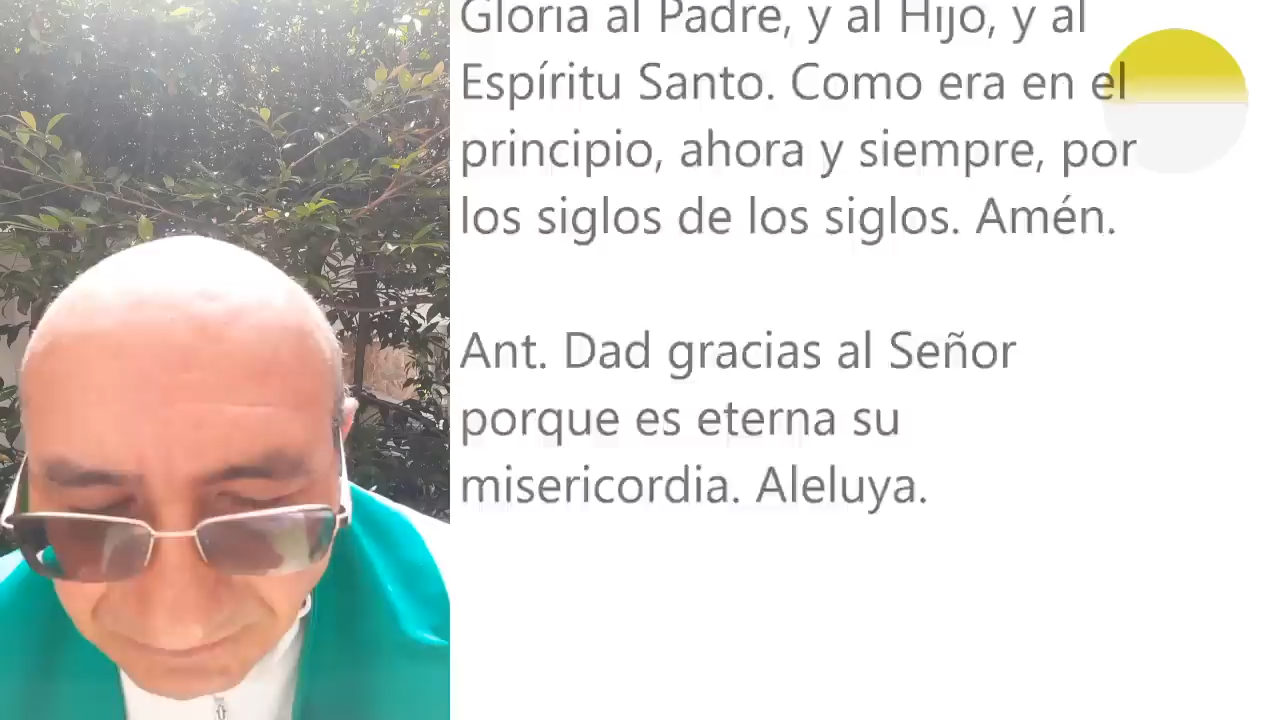 Gloria al Padre, y al Hijo, y al
Espíritu Santo. Como era en el
principio, ahora y siempre, por
los siglos de los siglos. Amén.
Ant. Dad gracias al Señor
porque es eterna su
misericordia. Aleluya.